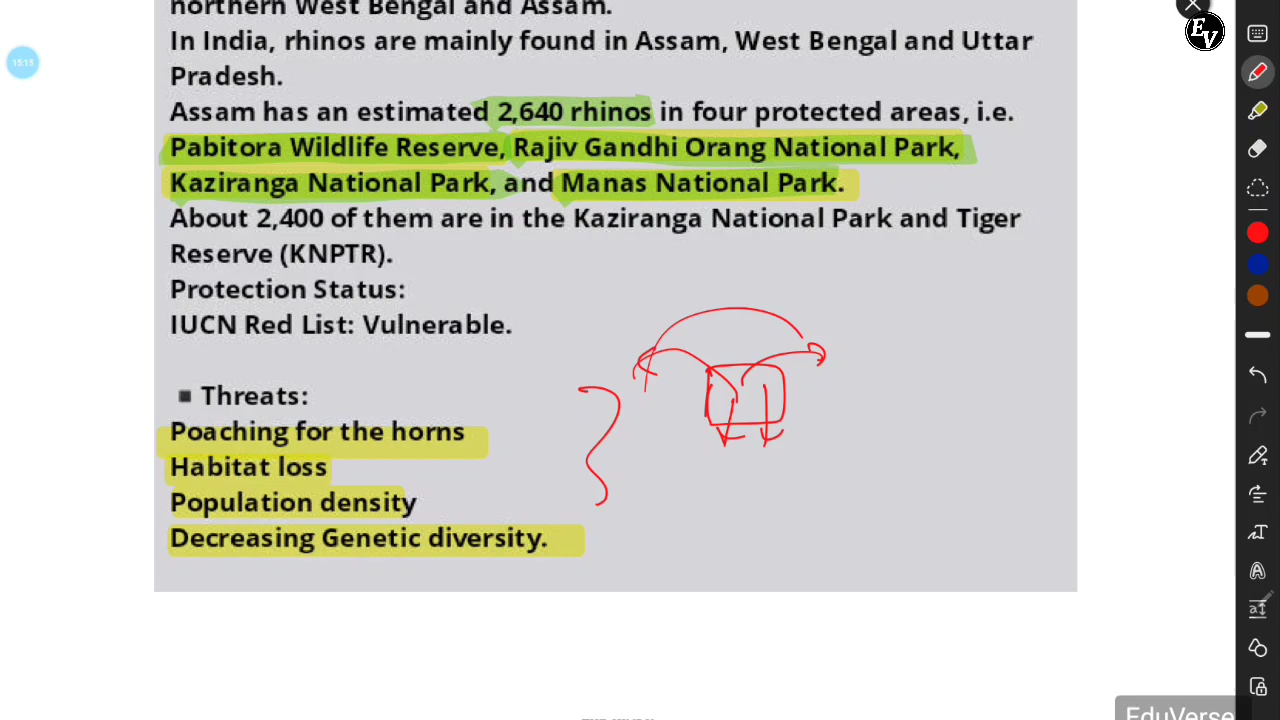 northern West Bengal and Assam.
In India, rhinos are mainly found in Assam, West Bengal and Uttar
Pradesh.
Assam has an estimated 2,640 rhinos in four protected areas, i.e.
Pabitora Wildlife Reserve, Rajiv Gandhi Orang National Park,
Kaziranga National Park, and Manas National Park.
About 2,400 of them are in the Kaziranga National Park and Tiger
Reserve (KNPTR).
Protection Status:
IUCN Red List: Vulnerable.
▪ Threats:
Poaching for the horns
Habitat loss
Population density
Decreasing Genetic diversity.
15:15
EV
EduVerse